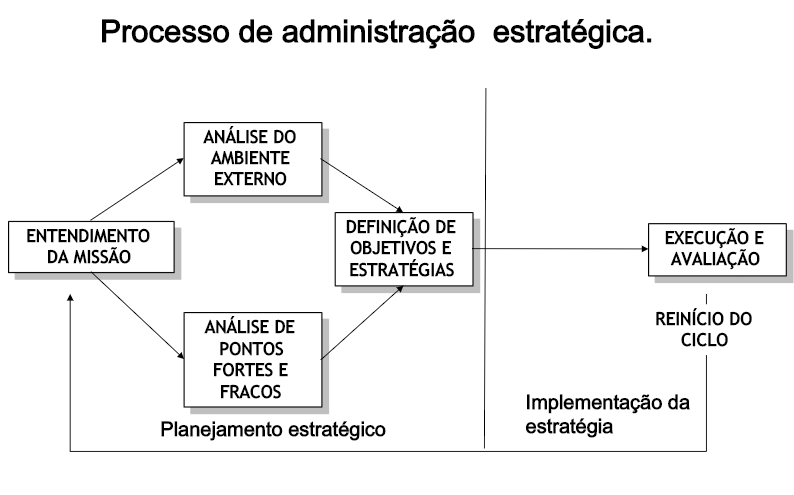 Processo de administração estratégica.
ANÁLISE DO
AMBIENTE
EXTERNO
ENTENDIMENTO
DA MISSÃO
DEFINIÇÃO DE
OBJETIVOS E
ESTRATÉGIAS
EXECUÇÃO E
AVALIAÇÃO
ANÁLISE DE
PONTOS
FORTES E
FRACOS
REINÍCIO DO
CICLO
Planejamento estratégico
Implementação da
estratégia